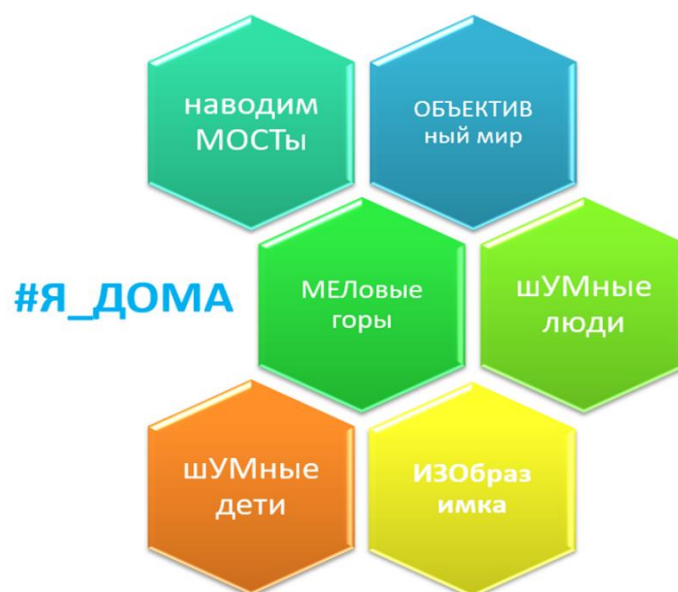 наводим
МОСТы
ОБЪЕКТИВ
ный мир
#Я_ДОМА
МЕЛовые
горы
шУМные
люди
шУМные
дети
ИЗОбраз
имка